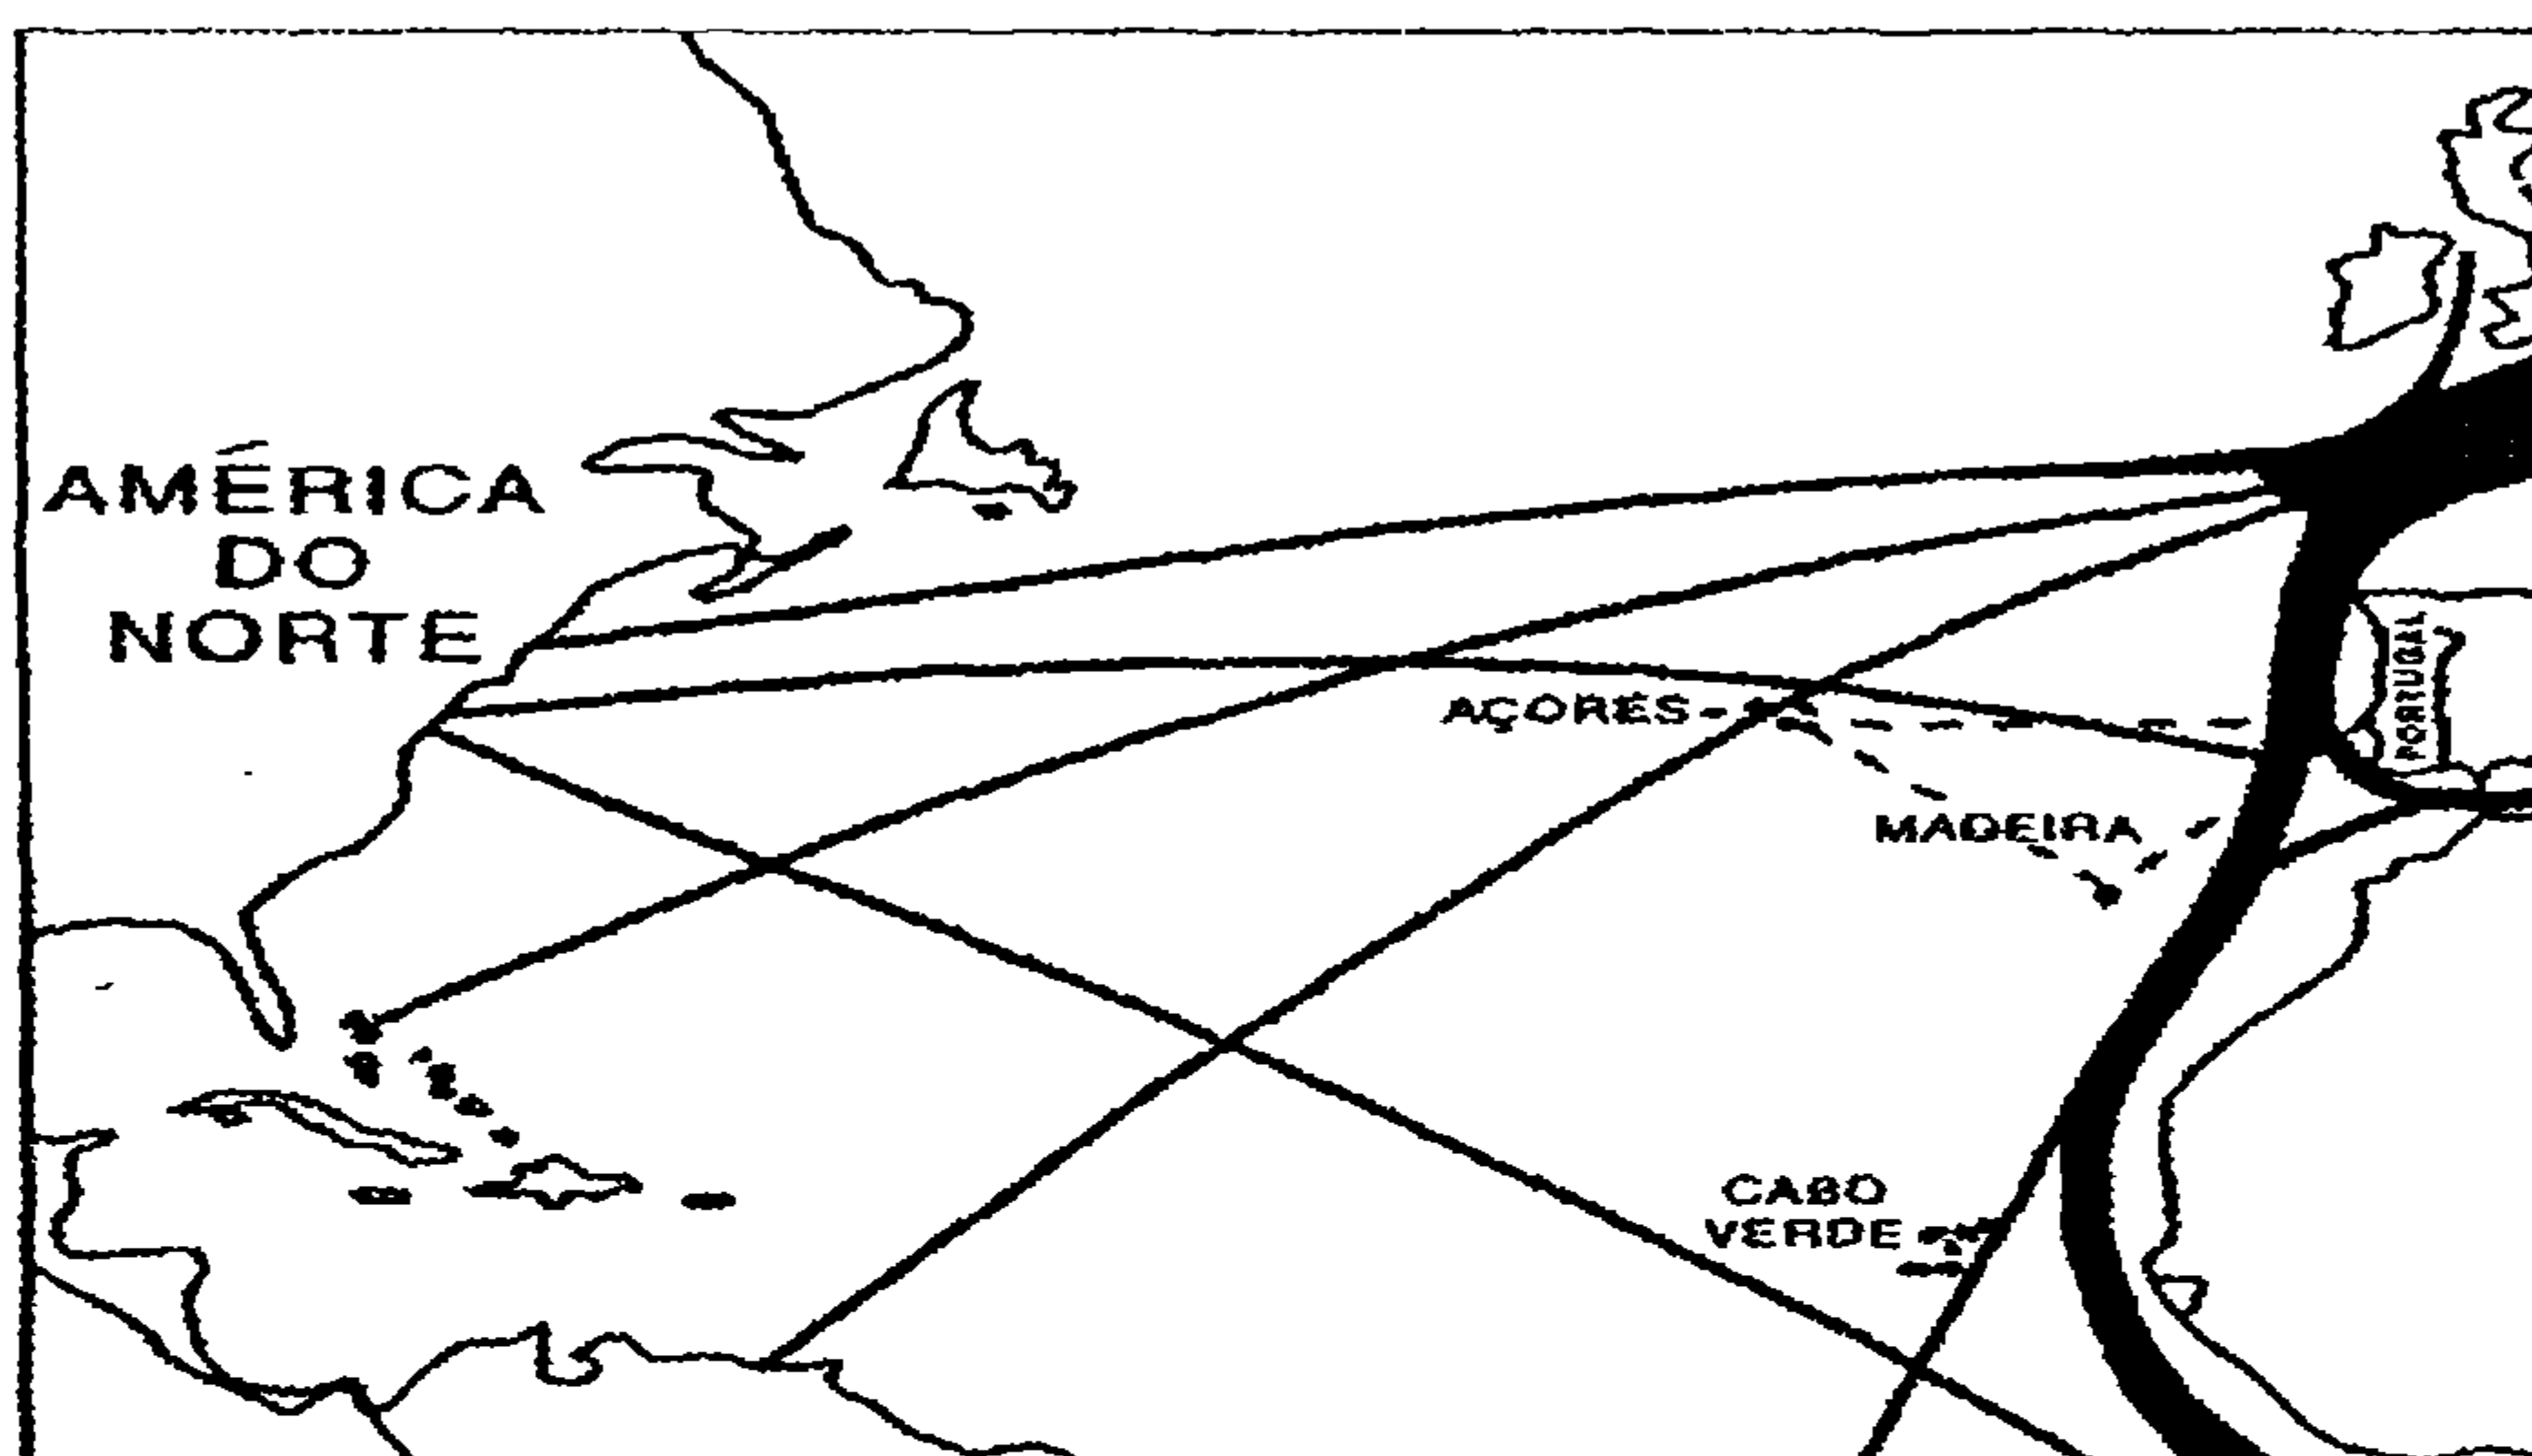 AMÉRICA
DO
NORTE
PORTUGAL
AÇORES
MADEIRA
CABO
VERDE